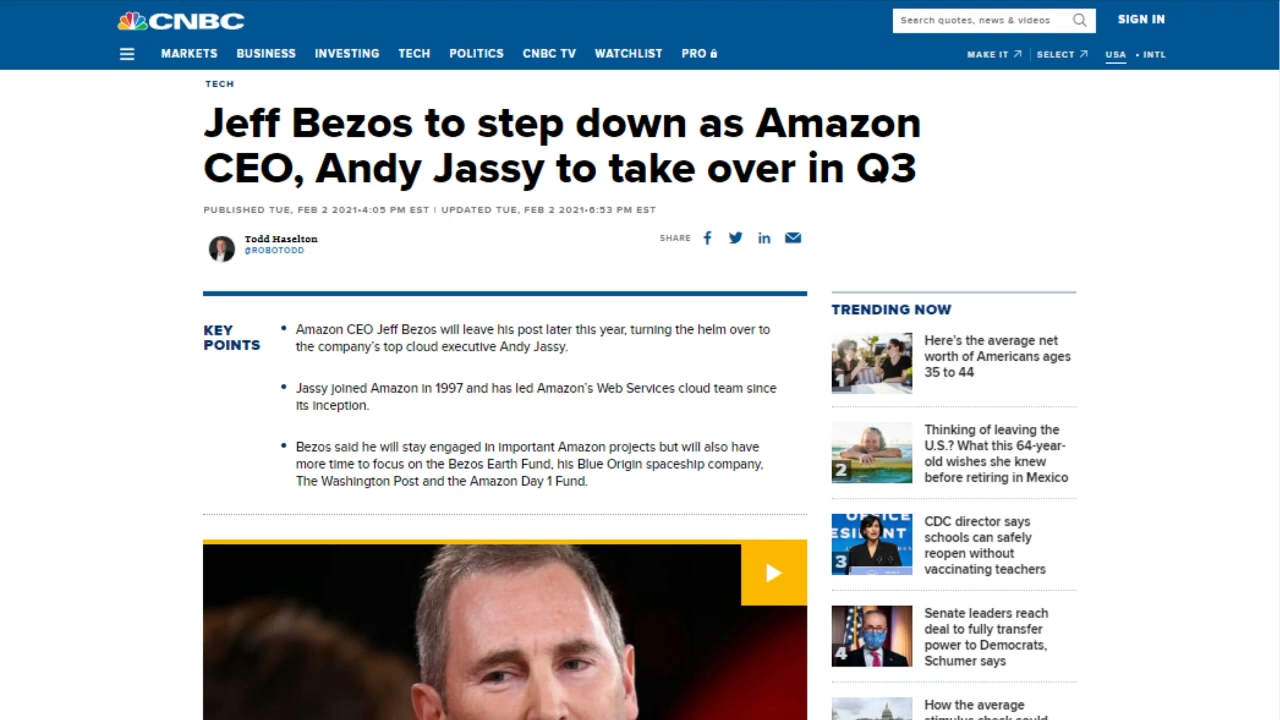 CNBC
Search quotes, news & videos
SIGN IN
MARKETS BUSINESS INVESTING TECH POLITICS CNBC TV WATCHLIST PRO
MAKE IT SELECT USA • INTL
TECH
Jeff Bezos to step down as Amazon
CEO, Andy Jassy to take over in Q3
PUBLISHED TUE, FEB 2 2021•4:05 PM EST | UPDATED TUE, FEB 2 2021•6:53 PM EST
Todd Haselton
@ROBOTODD
SHARE
KEY
POINTS
• Amazon CEO Jeff Bezos will leave his post later this year, turning the helm over to
the company's top cloud executive Andy Jassy.
• Jassy joined Amazon in 1997 and has led Amazon's Web Services cloud team since
its inception.
• Bezos said he will stay engaged in important Amazon projects but will also have
more time to focus on the Bezos Earth Fund, his Blue Origin spaceship company,
The Washington Post and the Amazon Day 1 Fund.
TRENDING NOW
1
Here's the average net
worth of Americans ages
35 to 44
2
Thinking of leaving the
U.S.? What this 64-year-
old wishes she knew
before retiring in Mexico
3
CDC director says
schools can safely
reopen without
vaccinating teachers
4
Senate leaders reach
deal to fully transfer
power to Democrats,
Schumer says
How the average
stimulus check could